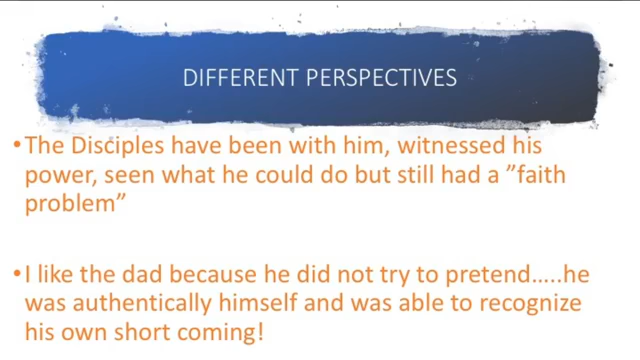 DIFFERENT PERSPECTIVES
•The Disciples have been with him, witnessed his
power, seen what he could do but still had a ”faith
problem”
•I like the dad because he did not try to pretend…..he
was authentically himself and was able to recognize
his own short coming!